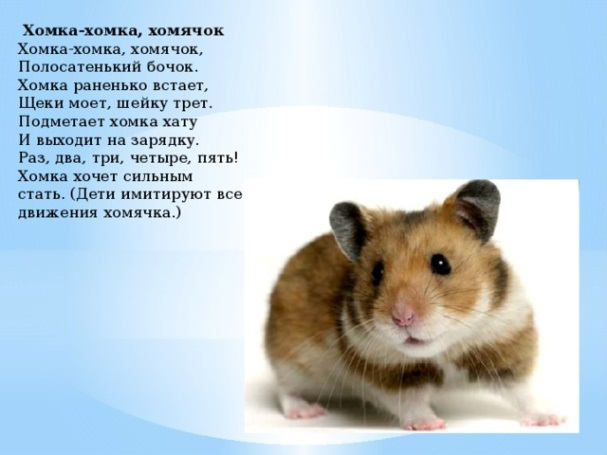 Хомка-хомка, хомячок
Хомка-хомка, хомячок,
Полосатенький бочок.
Хомка раненько встает,
Щеки моет, шейку трет.
Подметает хомка хату
И выходит на зарядку.
Раз, два, три, четыре, пять!
Хомка хочет сильным
стать. (Дети имитируют все
движения хомячка.)